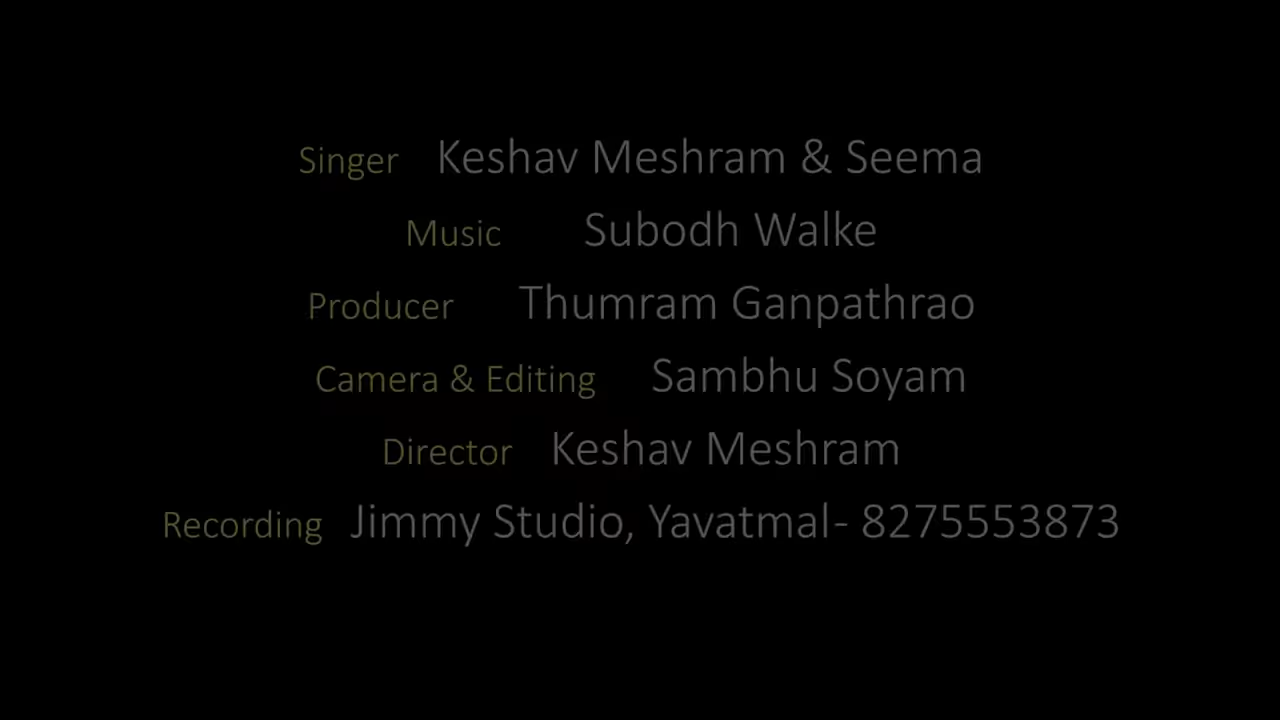 Singer Keshav Meshram & Seema
Music Subodh Walke
Producer Thumram Ganpathrao
Camera & Editing Sambhu Soyam
Director Keshav Meshram
Recording Jimmy Studio, Yavatmal - 8275553873